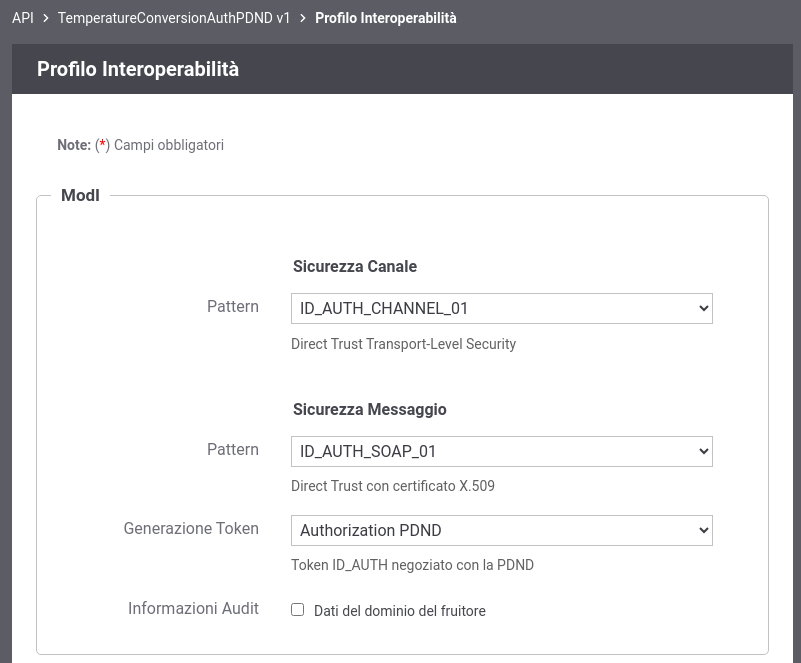 API > TemperatureConversionAuthPDND v1 > Profilo Interoperabilità
Profilo Interoperabilità
Note: (*) Campi obbligatori
ModI
Sicurezza Canale
Pattern ID_AUTH_CHANNEL_01
Direct Trust Transport-Level Security
Sicurezza Messaggio
Pattern ID_AUTH_SOAP_01
Direct Trust con certificato X.509
Generazione Token Authorization PDND
Token ID_AUTH negoziato con la PDND
Informazioni Audit Dati del dominio del fruitore